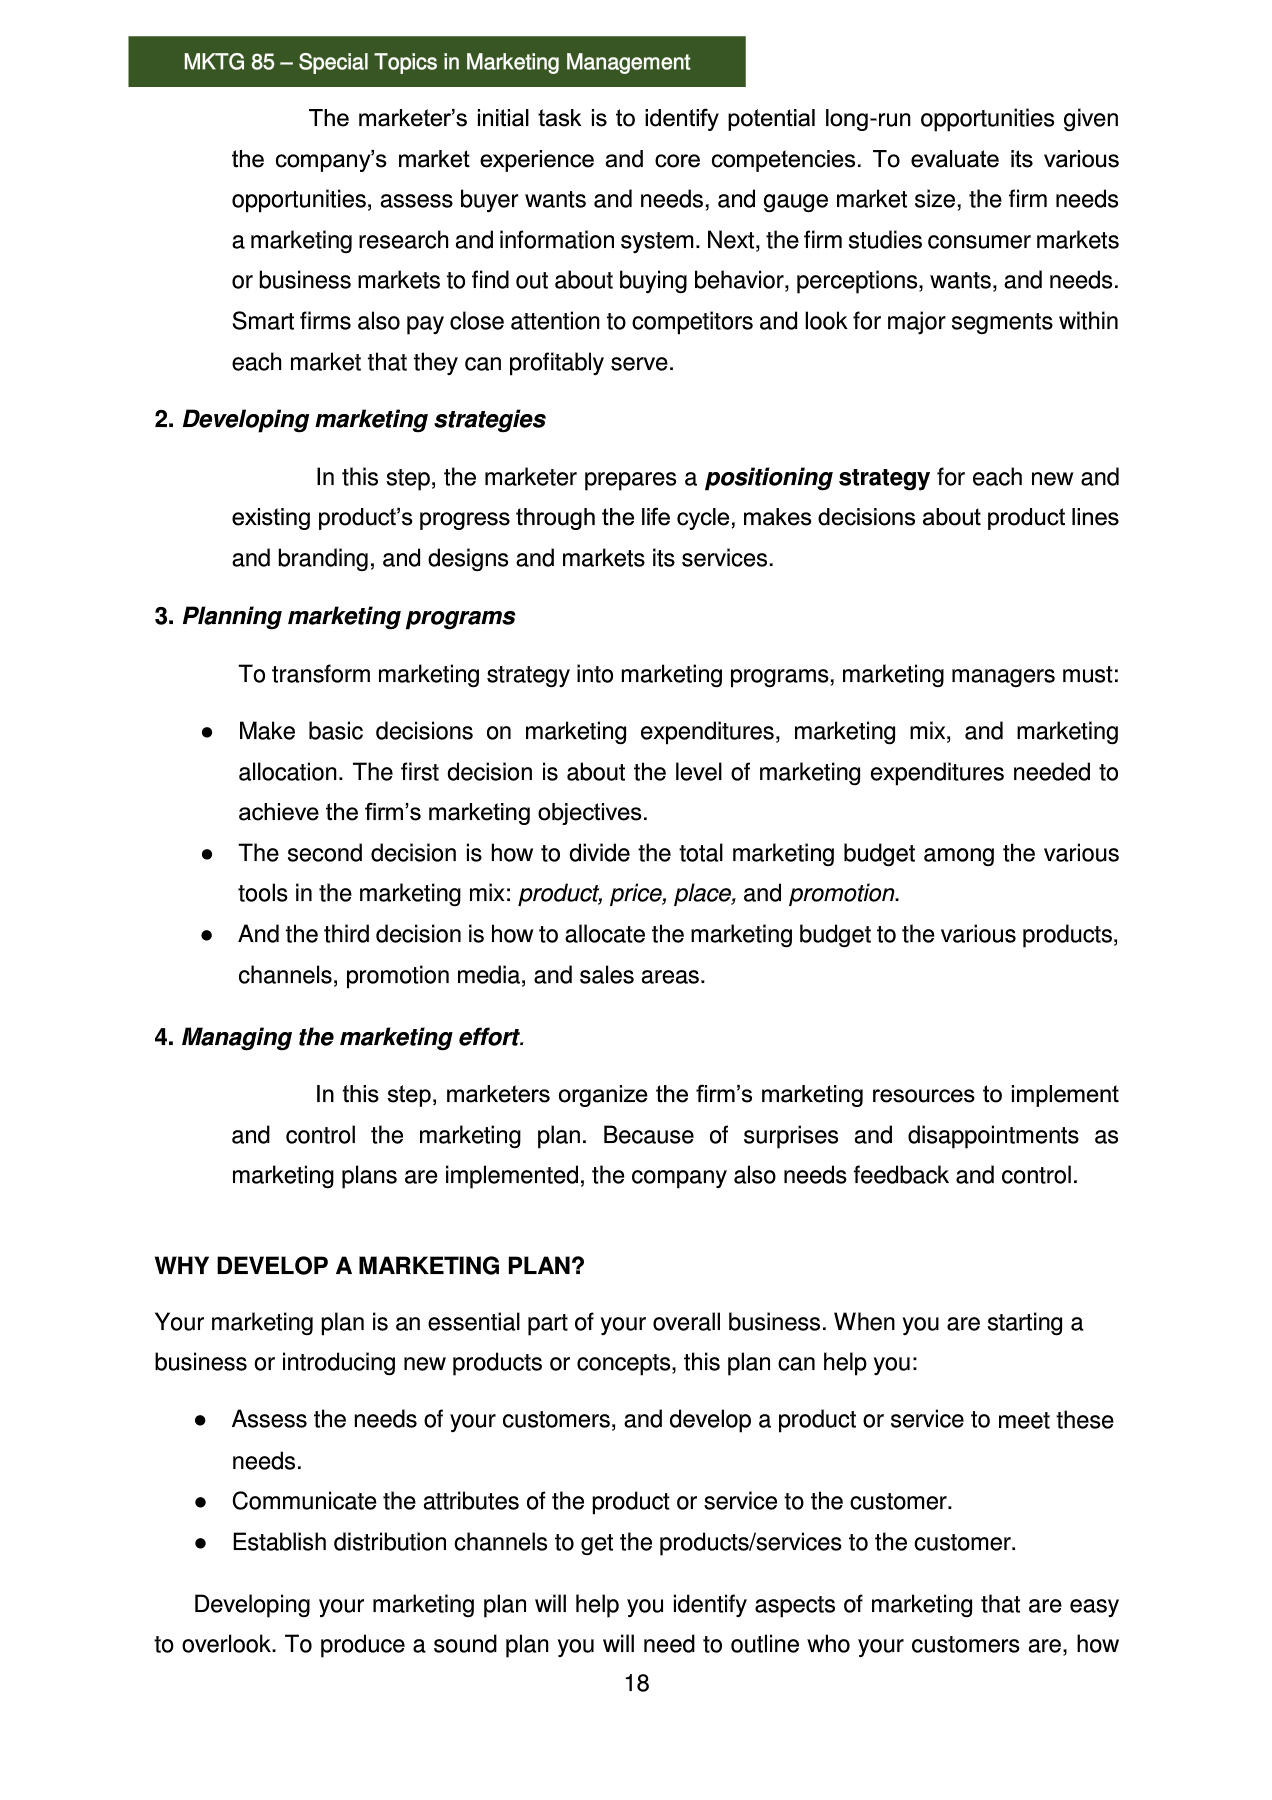 MKTG 85 – Special Topics in Marketing Management
The marketer’s initial task is to identify potential long-run opportunities given
the company’s market experience and core competencies. To evaluate its various
opportunities, assess buyer wants and needs, and gauge market size, the firm needs
a marketing research and information system. Next, the firm studies consumer markets
or business markets to find out about buying behavior, perceptions, wants, and needs.
Smart firms also pay close attention to competitors and look for major segments within
each market that they can profitably serve.
2. Developing marketing strategies
In this step, the marketer prepares a positioning strategy for each new and
existing product’s progress through the life cycle, makes decisions about product lines
and branding, and designs and markets its services.
3. Planning marketing programs
To transform marketing strategy into marketing programs, marketing managers must:
● Make basic decisions on marketing expenditures, marketing mix, and marketing
allocation. The first decision is about the level of marketing expenditures needed to
achieve the firm’s marketing objectives.
● The second decision is how to divide the total marketing budget among the various
tools in the marketing mix: product, price, place, and promotion.
● And the third decision is how to allocate the marketing budget to the various products,
channels, promotion media, and sales areas.
4. Managing the marketing effort.
In this step, marketers organize the firm’s marketing resources to implement
and control the marketing plan. Because of surprises and disappointments as
marketing plans are implemented, the company also needs feedback and control.
WHY DEVELOP A MARKETING PLAN?
Your marketing plan is an essential part of your overall business. When you are starting a
business or introducing new products or concepts, this plan can help you:
● Assess the needs of your customers, and develop a product or service to meet these
needs.
● Communicate the attributes of the product or service to the customer.
● Establish distribution channels to get the products/services to the customer.
Developing your marketing plan will help you identify aspects of marketing that are easy
to overlook. To produce a sound plan you will need to outline who your customers are, how
18